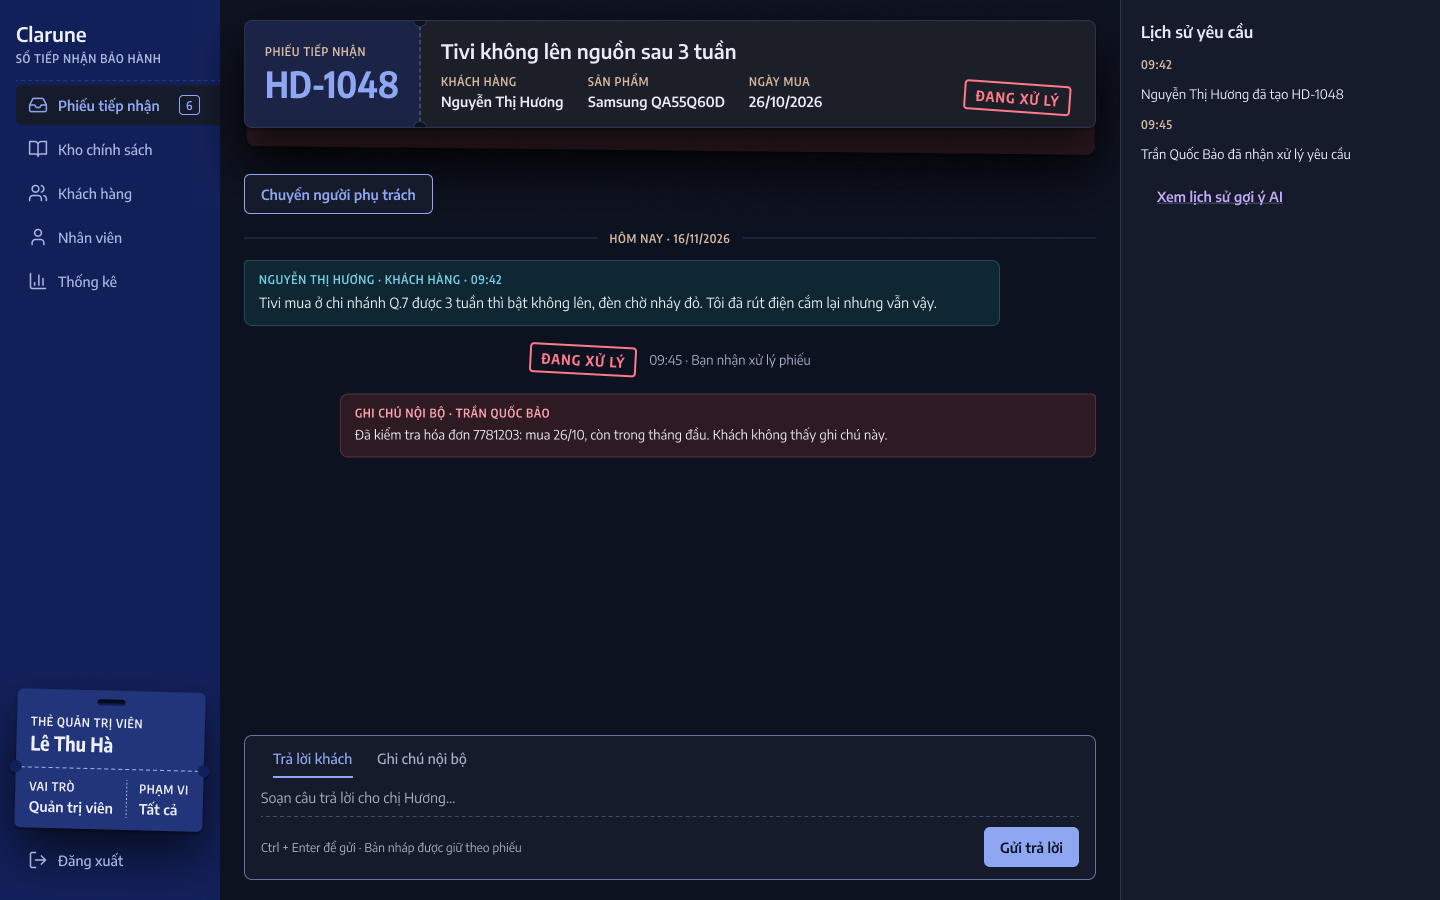 Clarune
SỔ TIẾP NHẬN BẢO HÀNH
Phiếu tiếp nhận 6
Kho chính sách
Khách hàng
Nhân viên
Thống kê
THẺ QUẢN TRỊ VIÊN
Lê Thu Hà
VAI TRÒ
Quản trị viên
PHẠM VI
Tất cả
Đăng xuất
PHIẾU TIẾP NHẬN
HD-1048
Tivi không lên nguồn sau 3 tuần
KHÁCH HÀNG
Nguyễn Thị Hương
SẢN PHẨM
Samsung QA55Q60D
NGÀY MUA
26/10/2026
ĐANG XỬ LÝ
Chuyển người phụ trách
HÔM NAY · 16/11/2026
NGUYỄN THỊ HƯƠNG · KHÁCH HÀNG · 09:42
Tivi mua ở chi nhánh Q.7 được 3 tuần thì bật không lên, đèn chờ nháy đỏ. Tôi đã rút điện cắm lại nhưng vẫn vậy.
ĐANG XỬ LÝ 09:45 · Bạn nhận xử lý phiếu
GHI CHÚ NỘI BỘ · TRẦN QUỐC BẢO
Đã kiểm tra hóa đơn 7781203: mua 26/10, còn trong tháng đầu. Khách không thấy ghi chú này.
Trả lời khách Ghi chú nội bộ
Soạn câu trả lời cho chị Hương...
Ctrl + Enter để gửi · Bản nháp được giữ theo phiếu
Gửi trả lời
Lịch sử yêu cầu
09:42
Nguyễn Thị Hương đã tạo HD-1048
09:45
Trần Quốc Bảo đã nhận xử lý yêu cầu
Xem lịch sử gợi ý AI